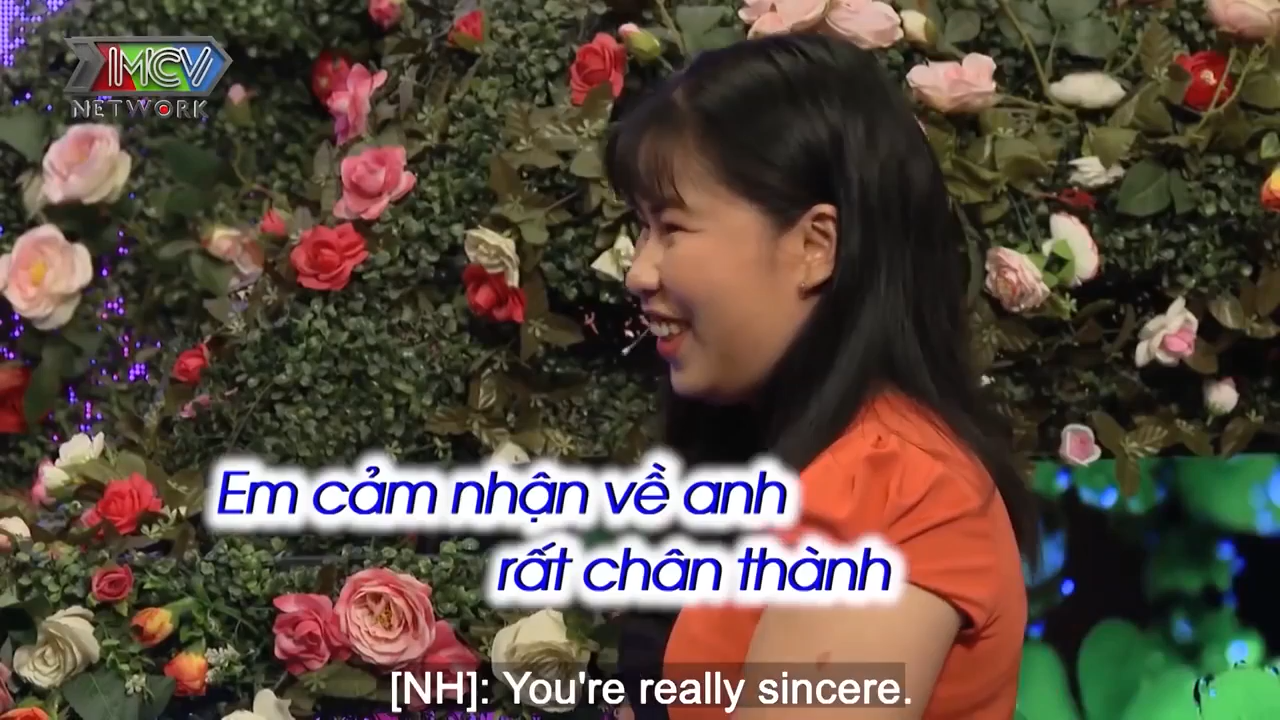 MCV
NETWORK
Em cảm nhận về anh
rất chân thành
[NH]: You're really sincere.